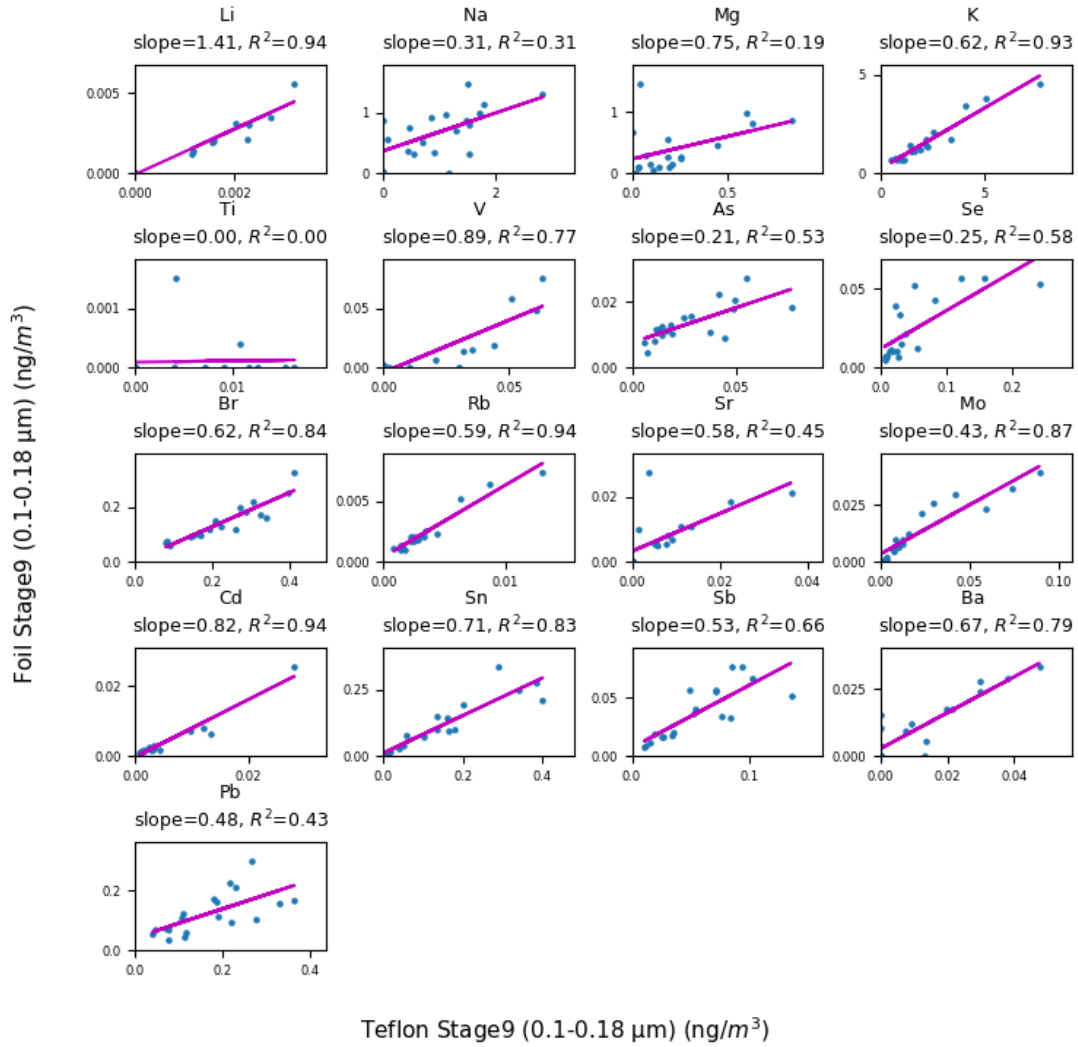 Li Na Mg K
slope=1.41, R²=0.94 slope=0.31, R²=0.31 slope=0.75, R²=0.19 slope=0.62, R²=0.93
0.005 1 1 5
0.000 0 0 0
0.000 0.002 0 2 0.0 0.5 0 5
Ti V As Se
slope=0.00, R²=0.00 slope=0.89, R²=0.77 slope=0.21, R²=0.53 slope=0.25, R²=0.58
0.001 0.05 0.02 0.05
0.000 0.00 0.00 0.00
0.00 0.01 0.00 0.05 0.00 0.05 0.0 0.1 0.2
Br Rb Sr Mo
slope=0.62, R²=0.84 slope=0.59, R²=0.94 slope=0.58, R²=0.45 slope=0.43, R²=0.87
0.2 0.005 0.02 0.025
0.0 0.000 0.00 0.000
0.0 0.2 0.4 0.00 0.01 0.00 0.02 0.04 0.00 0.05 0.10
Cd Sn Sb Ba
slope=0.82, R²=0.94 slope=0.71, R²=0.83 slope=0.53, R²=0.66 slope=0.67, R²=0.79
0.02 0.25 0.05 0.025
0.00 0.00 0.00 0.000
0.00 0.02 0.0 0.2 0.4 0.0 0.1 0.00 0.02 0.04
Pb
slope=0.48, R²=0.43
0.2
0.0
0.0 0.2 0.4
Foil Stage9 (0.1-0.18 μm) (ng/m³)
Teflon Stage9 (0.1-0.18 μm) (ng/m³)